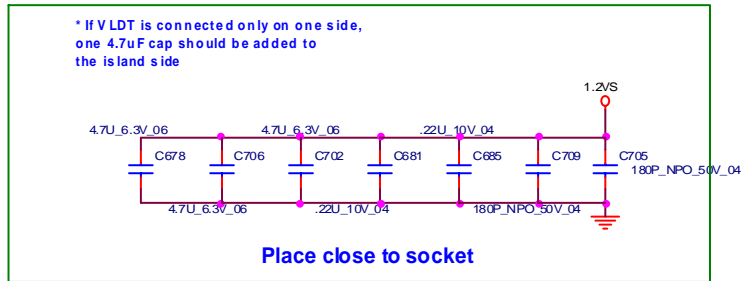 * If VLDT is connected only on one side,
one 4.7uF cap should be added to
the island side
1.2VS
4.7U_6.3V_06 4.7U_6.3V_06 .22U_10V_04
C678 C706 C702 C681 C685 C709 C705
180P_NPO_50V_04
4.7U_6.3V_06 .22U_10V_04 180P_NPO_50V_04
Place close to socket